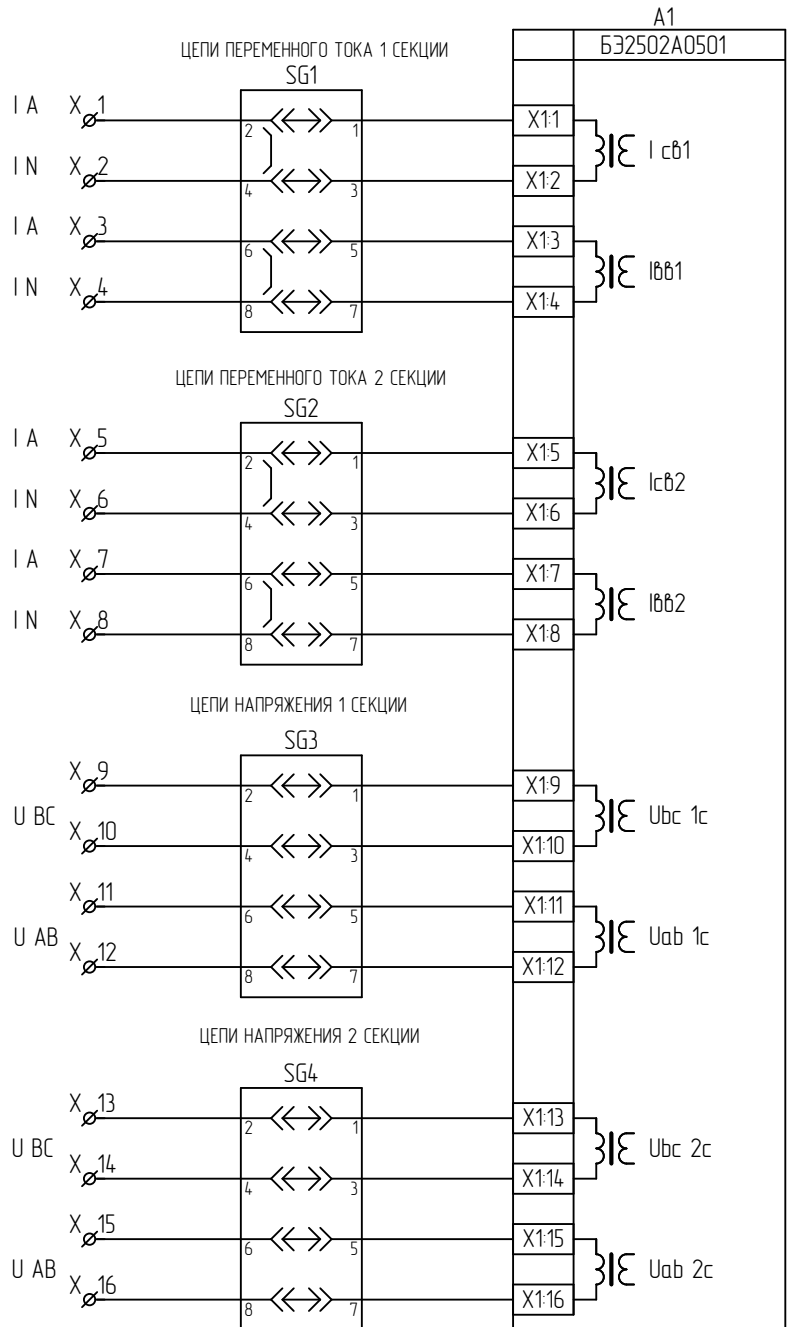 А1
БЭ2502А0501
ЦЕПИ ПЕРЕМЕННОГО ТОКА 1 СЕКЦИИ
SG1
I A X 1 2 1 X1:1
I св1
I N X 2 4 3 X1:2
I A X 3 6 5 X1:3
Iвв1
I N X 4 8 7 X1:4
ЦЕПИ ПЕРЕМЕННОГО ТОКА 2 СЕКЦИИ
SG2
I A X 5 2 1 X1:5
Iсв2
I N X 6 4 3 X1:6
I A X 7 6 5 X1:7
Iвв2
I N X 8 8 7 X1:8
ЦЕПИ НАПРЯЖЕНИЯ 1 СЕКЦИИ
SG3
X 9 2 1 X1:9
U BC
Ubc 1c
X 10 4 3 X1:10
X 11 6 5 X1:11
U AB
Uab 1c
X 12 8 7 X1:12
ЦЕПИ НАПРЯЖЕНИЯ 2 СЕКЦИИ
SG4
X 13 2 1 X1:13
U BC
Ubc 2c
X 14 4 3 X1:14
X 15 6 5 X1:15
U AB
Uab 2c
X 16 8 7 X1:16